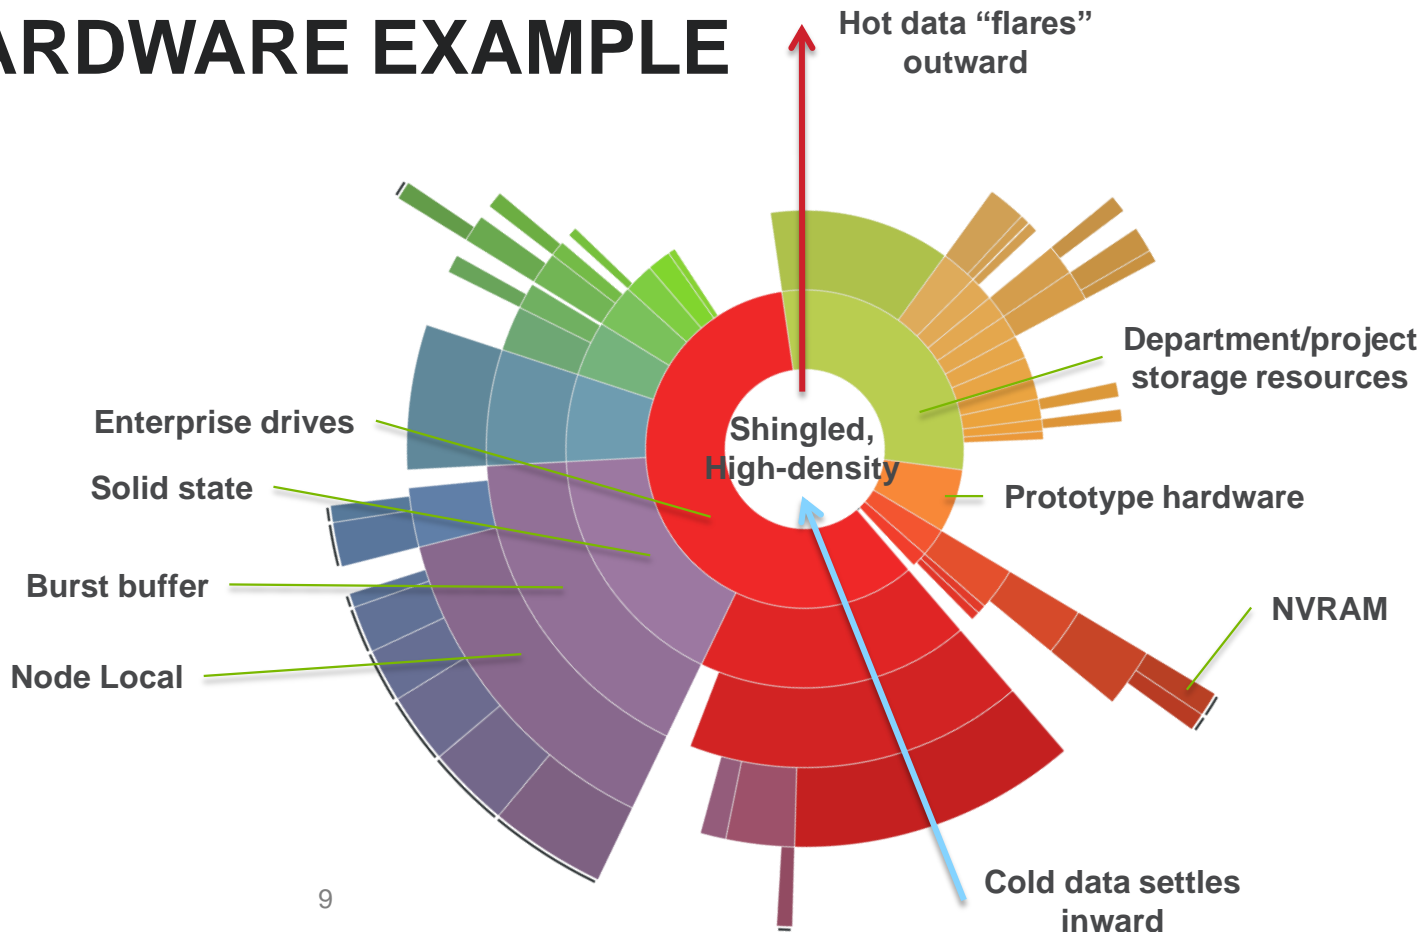 ARDWARE EXAMPLE
Hot data “flares”
outward
Department/project
storage resources
Enterprise drives
Shingled,
High-density
Solid state
Prototype hardware
Burst buffer
NVRAM
Node Local
Cold data settles
inward
9